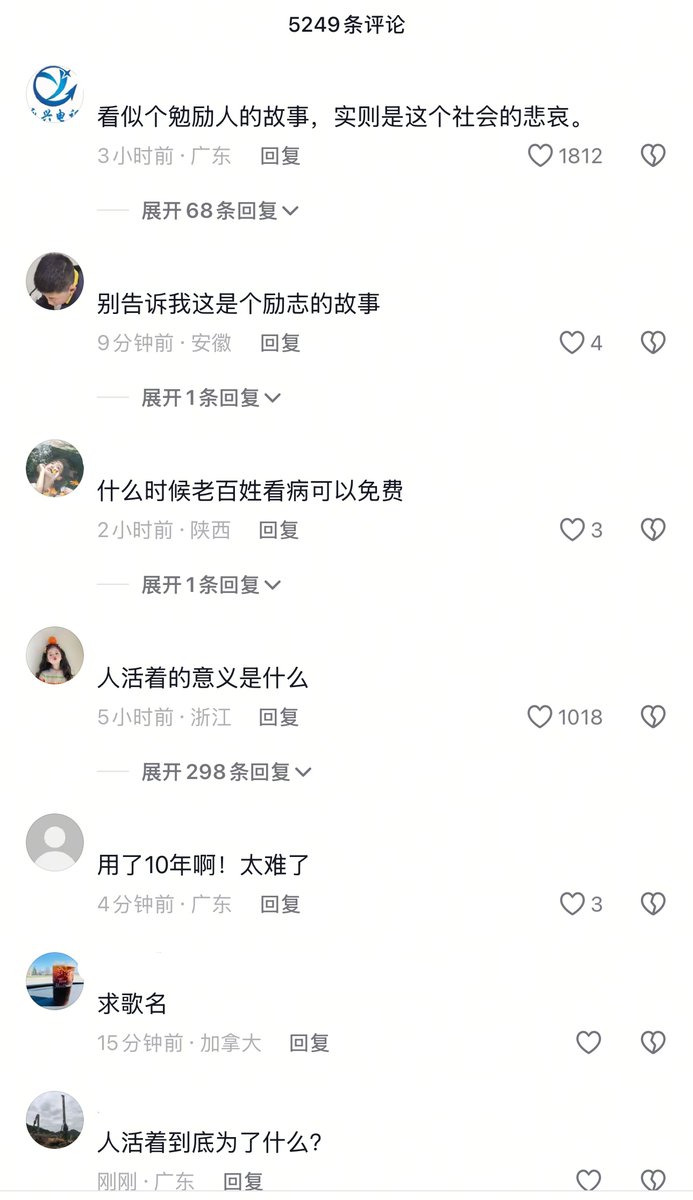 5249条评论
兴电
看似个勉励人的故事，实则是这个社会的悲哀。
3小时前·广东 回复 1812
展开68条回复
别告诉我这是个励志的故事
9分钟前·安徽 回复 4
展开1条回复
什么时候老百姓看病可以免费
2小时前·陕西 回复 3
展开1条回复
人活着的意义是什么
5小时前·浙江 回复 1018
展开298条回复
用了10年啊！太难了
4分钟前·广东 回复 3
求歌名
15分钟前·加拿大 回复
人活着到底为了什么?
刚刚·广东 回复